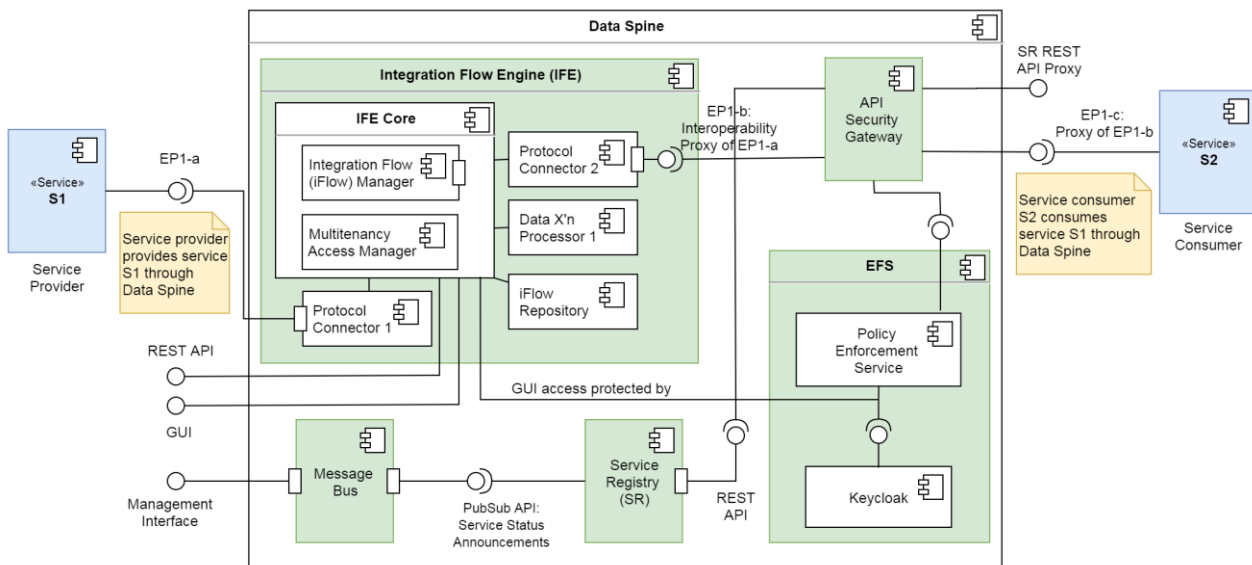 Data Spine
Integration Flow Engine (IFE)
IFE Core
Integration Flow
(iFlow) Manager
Multitenancy
Access Manager
Protocol
Connector 2
Data X'n
Processor 1
iFlow
Repository
Protocol
Connector 1
«Service»
S1
Service
Provider
EP1-a
Service provider
provides service
S1 through
Data Spine
REST API
GUI
Management
Interface
Message
Bus
PubSub API:
Service Status
Announcements
Service
Registry
(SR)
REST
API
GUI access protected by
EP1-b:
Interoperability
Proxy of EP1-a
API
Security
Gateway
EFS
Policy
Enforcement
Service
Keycloak
SR REST
API Proxy
EP1-c:
Proxy of EP1-b
Service consumer
S2 consumes
service S1 through
Data Spine
«Service»
S2
Service
Consumer